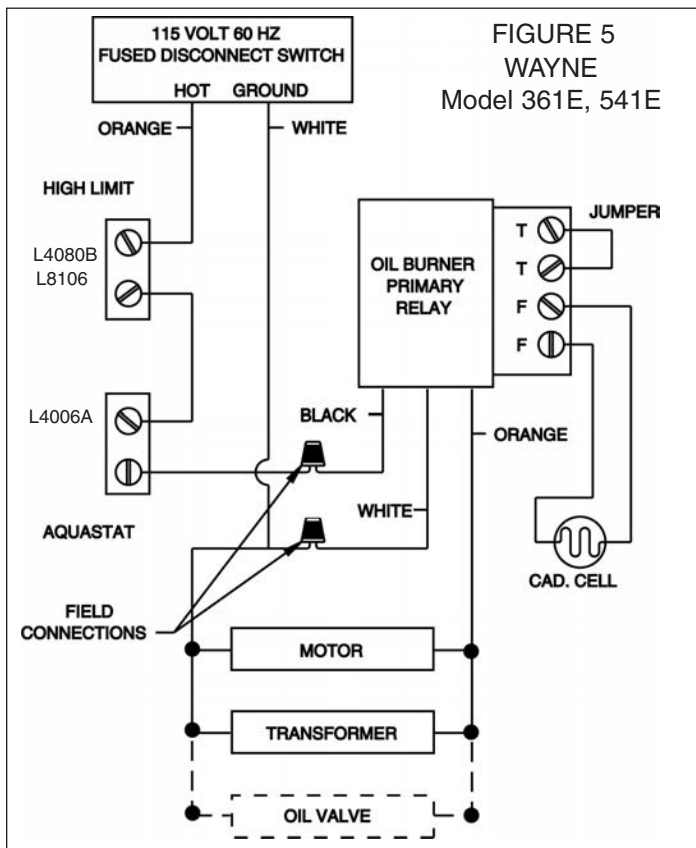 115 VOLT 60 HZ
FUSED DISCONNECT SWITCH
HOT GROUND
FIGURE 5
WAYNE
Model 361E, 541E
ORANGE
WHITE
HIGH LIMIT
L4080B
L8106
OIL BURNER
PRIMARY
RELAY
T
T
F
F
JUMPER
L4006A
BLACK
ORANGE
WHITE
AQUASTAT
CAD. CELL
FIELD
CONNECTIONS
MOTOR
TRANSFORMER
OIL VALVE